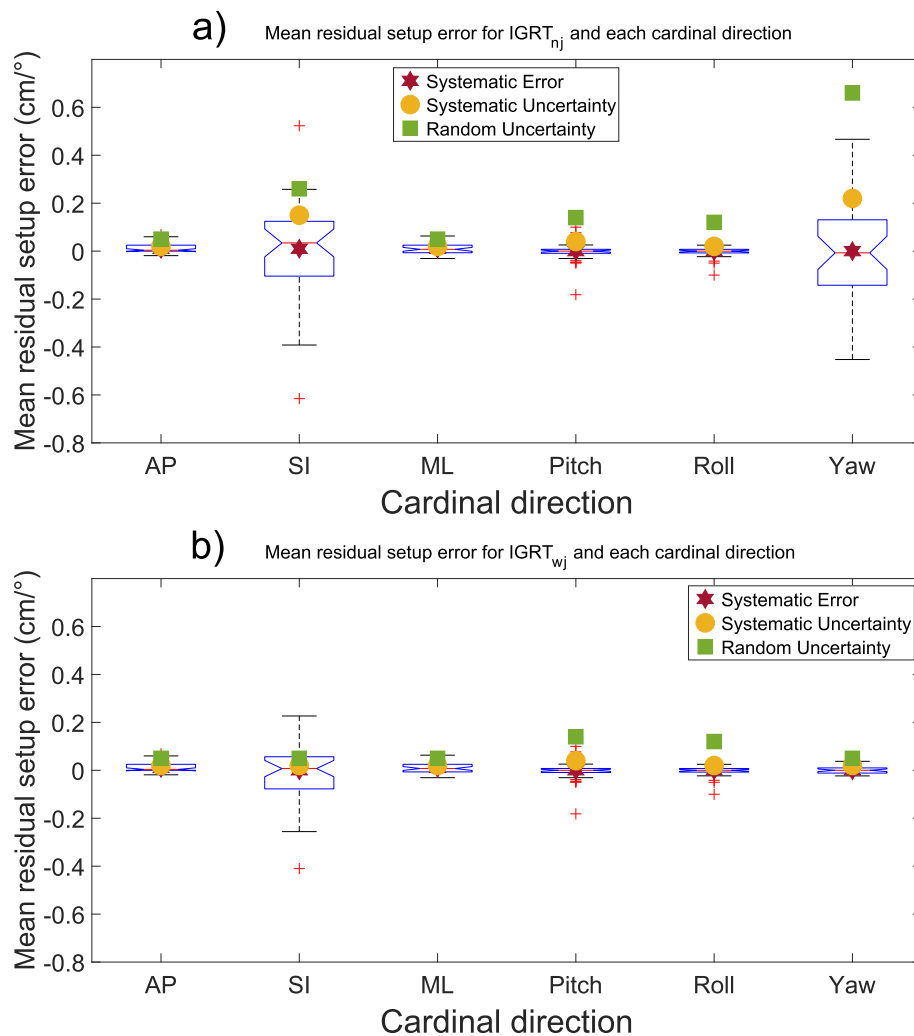 a) Mean residual setup error for IGRTnj and each cardinal direction
Systematic Error
Systematic Uncertainty
Random Uncertainty
Mean residual setup error (cm/°)
0.6
0.4
0.2
0
-0.2
-0.4
-0.6
-0.8
AP SI ML Pitch Roll Yaw
Cardinal direction
b) Mean residual setup error for IGRTwj and each cardinal direction
Systematic Error
Systematic Uncertainty
Random Uncertainty
Mean residual setup error (cm/°)
0.6
0.4
0.2
0
-0.2
-0.4
-0.6
-0.8
AP SI ML Pitch Roll Yaw
Cardinal direction